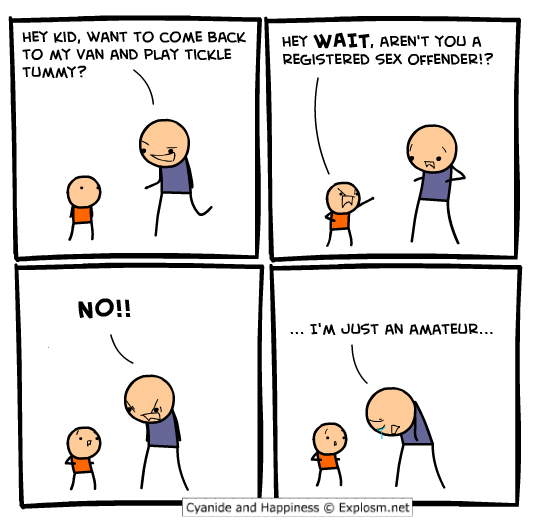 HEY KID, WANT TO COME BACK
TO MY VAN AND PLAY TICKLE
TUMMY?
HEY WAIT, AREN'T YOU A
REGISTERED SEX OFFENDER!?
NO!!
... I'M JUST AN AMATEUR...
Cyanide and Happiness © Explosm.net